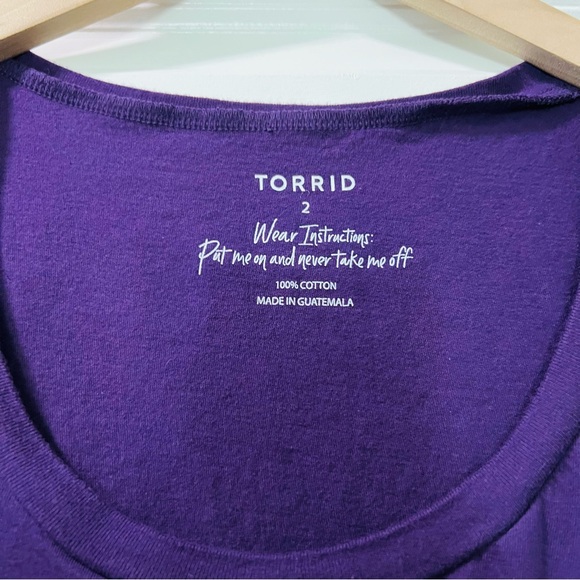 TORRID
2
Wear Instructions:
Put me on and never take me off
100% COTTON
MADE IN GUATEMALA